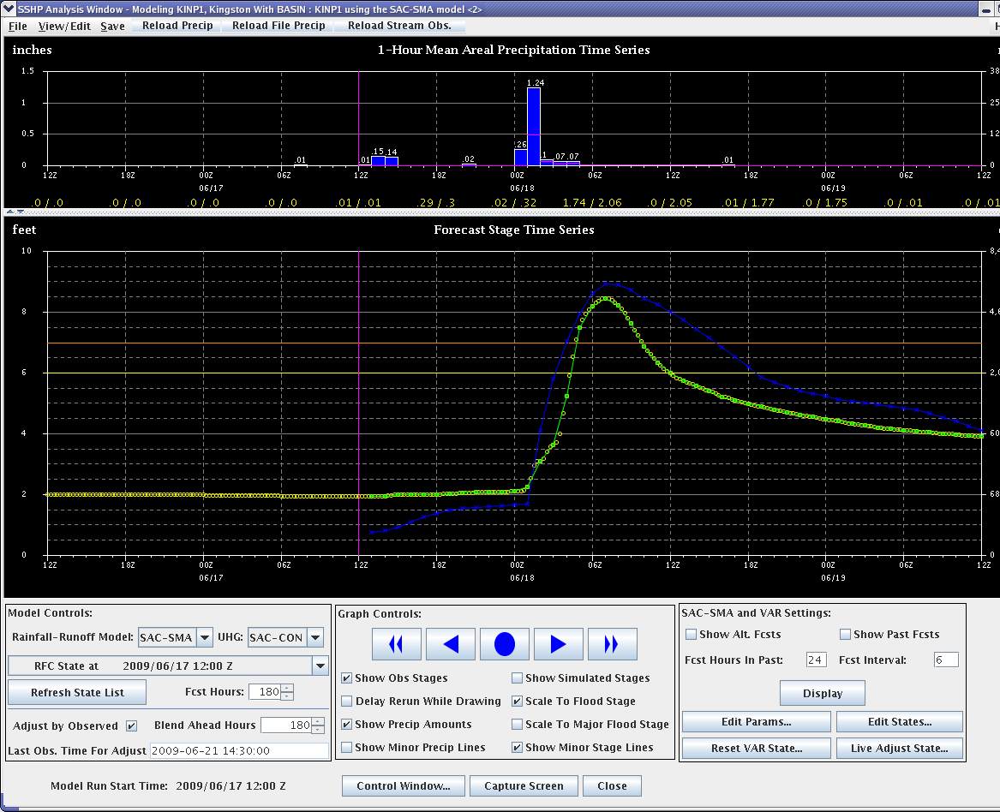 SSHP Analysis Window - Modeling KINP1, Kingston With BASIN : KINP1 using the SAC-SMA model <2>
File View/Edit Save Reload Precip Reload File Precip Reload Stream Obs.
inches 1-Hour Mean Areal Precipitation Time Series
1.5 38
1.24
1 25
0.5 12
.01 .01 .15 .14 .02 .26 .1 .07 .07 .01
0 0
12Z 18Z 00Z 06Z 12Z 18Z 00Z 06Z 12Z 18Z 00Z 06Z 12Z
06/17 06/18 06/19
.0 / .0 .0 / .0 .0 / .0 .0 / .0 .01 / .01 .29 / .3 .02 / .32 1.74 / 2.06 .0 / 2.05 .01 / 1.77 .0 / 1.75 .0 / .01 .0 / .01
feet Forecast Stage Time Series
10 8,4
8 4,6
6 2,0
4 60
2 68
0
12Z 18Z 00Z 06Z 12Z 18Z 00Z 06Z 12Z 18Z 00Z 06Z 12Z
06/17 06/18 06/19
Model Controls:
Rainfall-Runoff Model: SAC-SMA UHG: SAC-CON
RFC State at 2009/06/17 12:00 Z
Refresh State List Fcst Hours: 180
Adjust by Observed Blend Ahead Hours 180
Last Obs. Time For Adjust 2009-06-21 14:30:00
Graph Controls:
Show Obs Stages Show Simulated Stages
Delay Rerun While Drawing Scale To Flood Stage
Show Precip Amounts Scale To Major Flood Stage
Show Minor Precip Lines Show Minor Stage Lines
SAC-SMA and VAR Settings:
Show Alt. Fcsts Show Past Fcsts
Fcst Hours In Past: 24 Fcst Interval: 6
Display
Edit Params... Edit States...
Reset VAR State... Live Adjust State...
Model Run Start Time: 2009/06/17 12:00 Z Control Window... Capture Screen Close